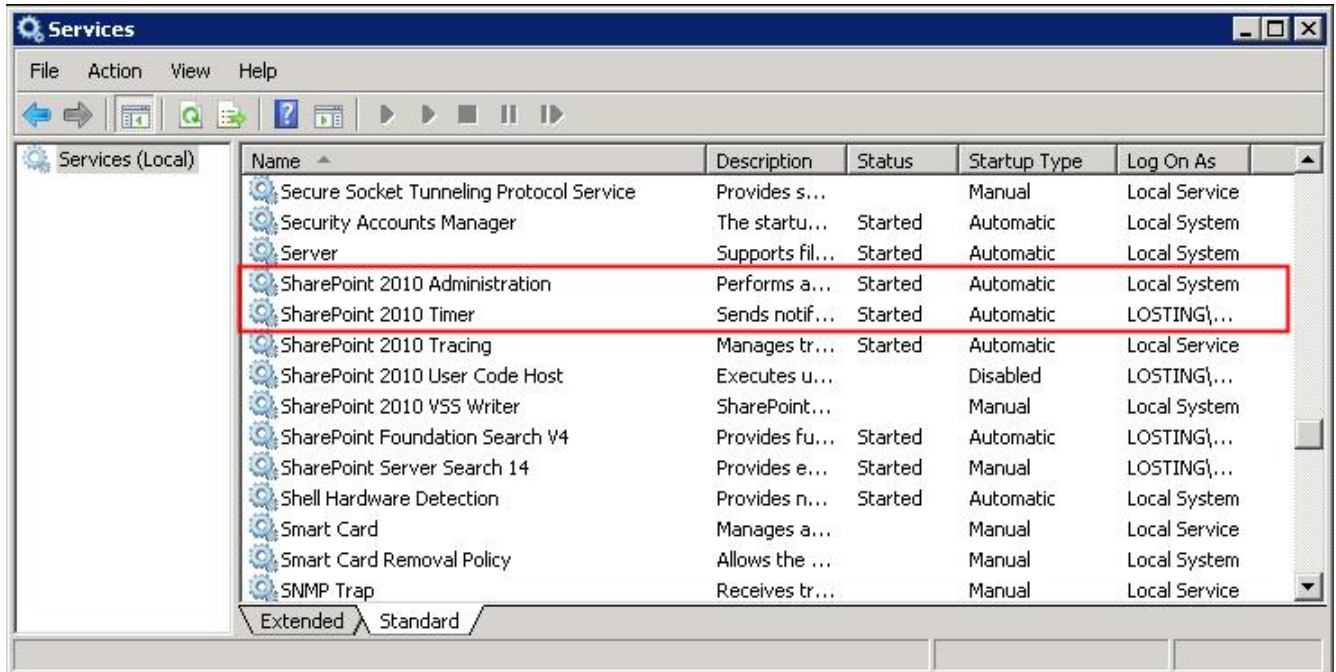 Services
File Action View Help
Services (Local)
Name Description Status Startup Type Log On As
Secure Socket Tunneling Protocol Service Provides s... Manual Local Service
Security Accounts Manager The startu... Started Automatic Local System
Server Supports fil... Started Automatic Local System
SharePoint 2010 Administration Performs a... Started Automatic Local System
SharePoint 2010 Timer Sends notif... Started Automatic LOSTING\...
SharePoint 2010 Tracing Manages tr... Started Automatic Local Service
SharePoint 2010 User Code Host Executes u... Disabled LOSTING\...
SharePoint 2010 VSS Writer SharePoint... Manual Local System
SharePoint Foundation Search V4 Provides fu... Started Automatic LOSTING\...
SharePoint Server Search 14 Provides e... Started Manual LOSTING\...
Shell Hardware Detection Provides n... Started Automatic Local System
Smart Card Manages a... Manual Local Service
Smart Card Removal Policy Allows the ... Manual Local System
SNMP Trap Receives tr... Manual Local Service
Extended Standard